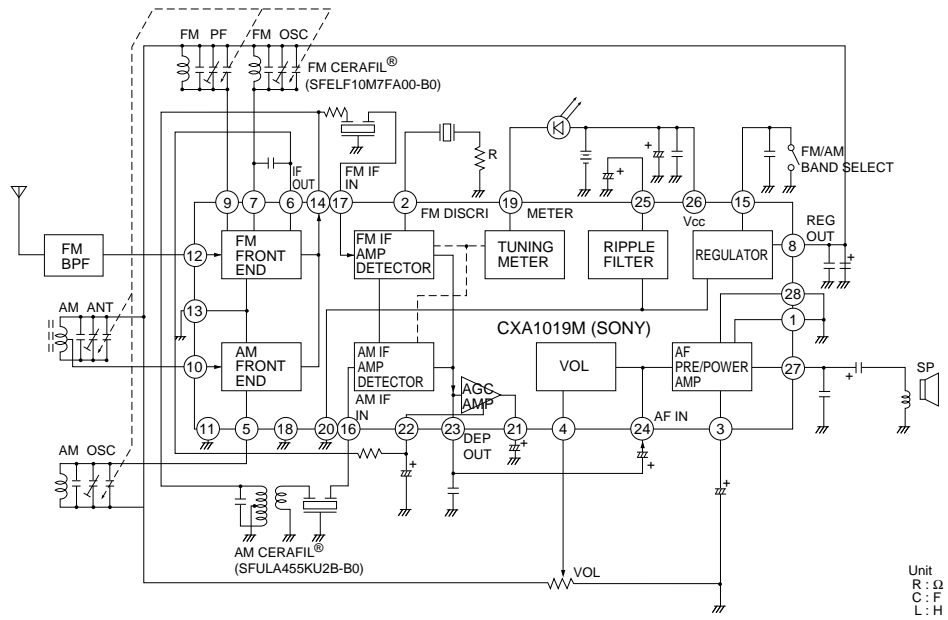 FM PF FM OSC
FM CERAFIL®
(SFELF10M7FA00-B0)
R
FM/AM
BAND SELECT
IF
OUT
FM IF
IN
9 7 6 14 17 2 FM DISCRI 19 METER 25 26 15
Vcc
REG
OUT
8
FM
BPF
12
FM
FRONT
END
FM IF
AMP
DETECTOR
TUNING
METER
RIPPLE
FILTER
REGULATOR
28
13
1
AM ANT
CXA1019M (SONY)
10
AM
FRONT
END
AM IF
AMP
DETECTOR
VOL
AF
PRE/POWER
AMP
27
SP
AGC
AMP
AM IF
IN
11 5 18 20 16 22 23 DEP
OUT 21 4 24 AF IN 3
AM OSC
AM CERAFIL®
(SFULA455KU2B-B0)
VOL
Unit
R : Ω
C : F
L : H